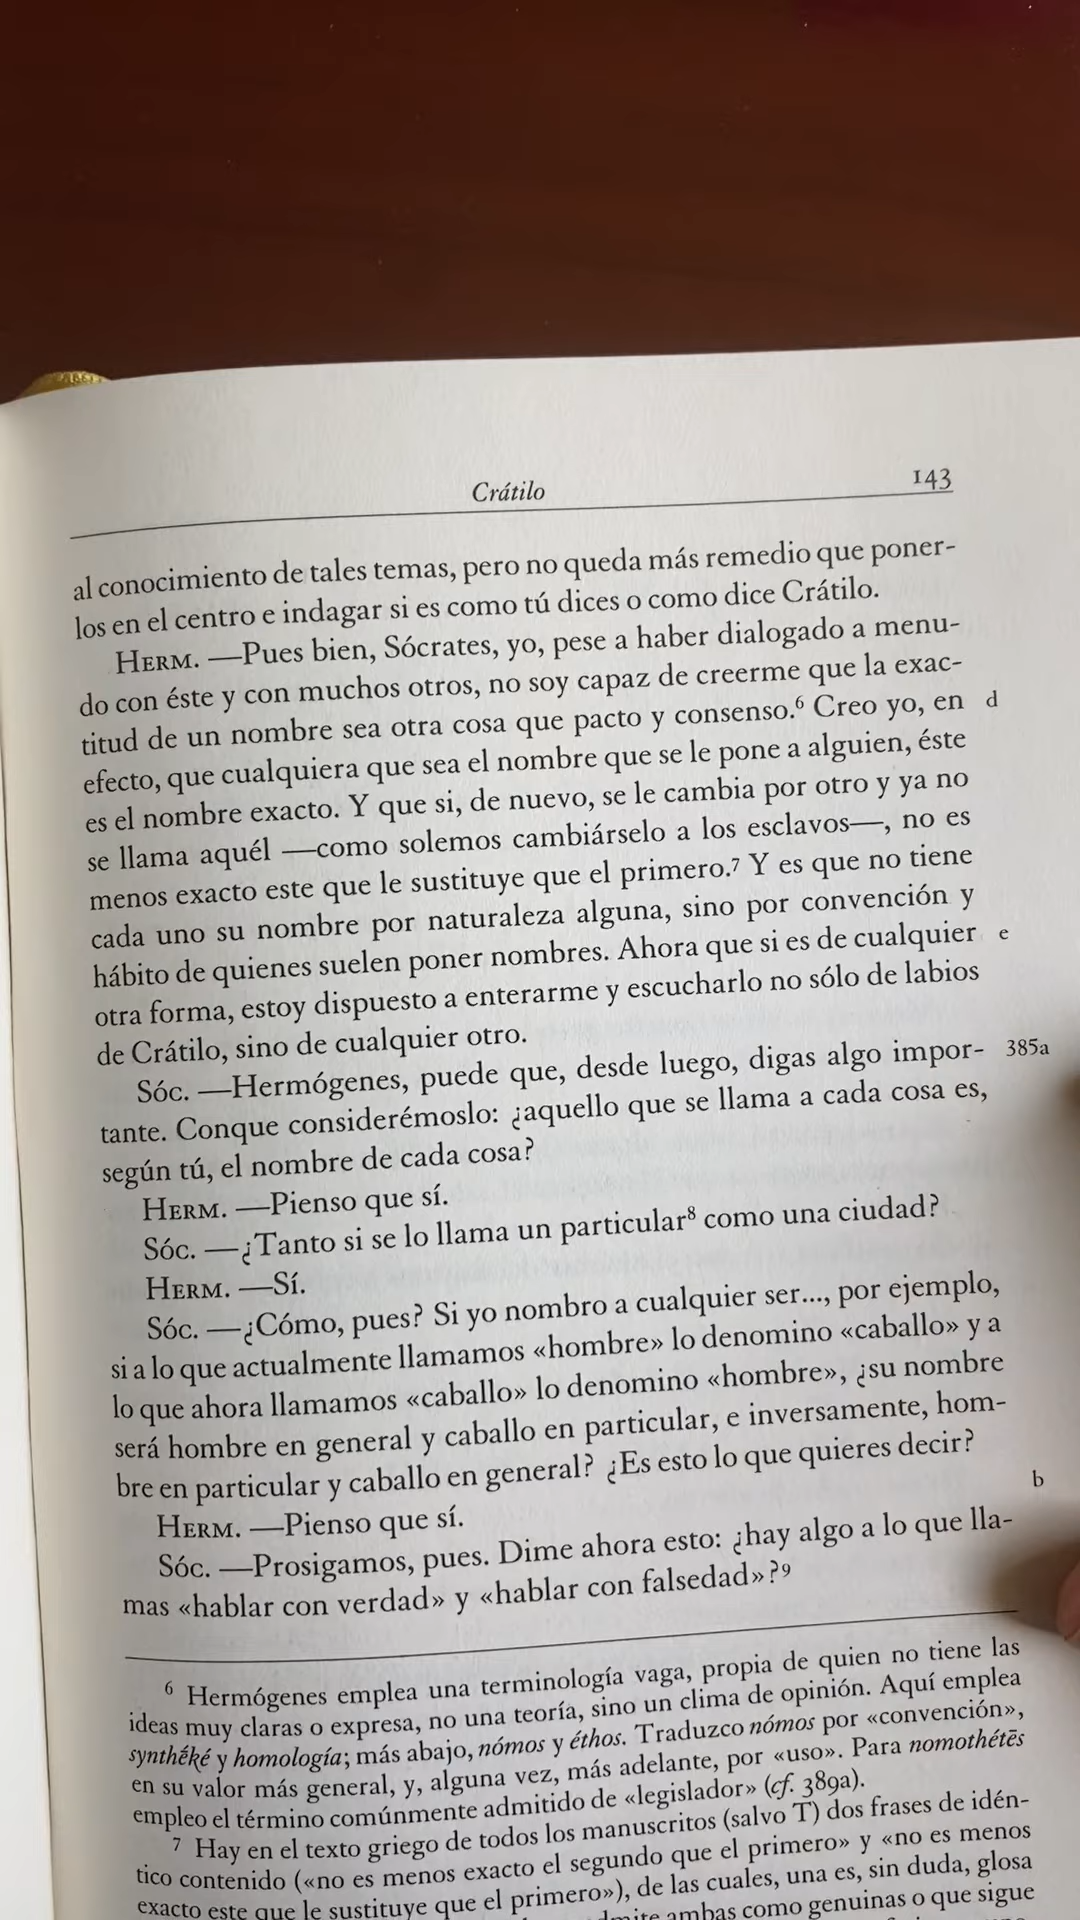 Crátilo 143
al conocimiento de tales temas, pero no queda más remedio que poner-
los en el centro e indagar si es como tú dices o como dice Crátilo.
HERM. —Pues bien, Sócrates, yo, pese a haber dialogado a menu-
do con éste y con muchos otros, no soy capaz de creerme que la exac-
titud de un nombre sea otra cosa que pacto y consenso.⁶ Creo yo, en d
efecto, que cualquiera que sea el nombre que se le pone a alguien, éste
es el nombre exacto. Y que si, de nuevo, se le cambia por otro y ya no
se llama aquél —como solemos cambiárselo a los esclavos—, no es
menos exacto este que le sustituye que el primero.⁷ Y es que no tiene
cada uno su nombre por naturaleza alguna, sino por convención y
hábito de quienes suelen poner nombres. Ahora que si es de cualquier e
otra forma, estoy dispuesto a enterarme y escucharlo no sólo de labios
de Crátilo, sino de cualquier otro.
SÓC. —Hermógenes, puede que, desde luego, digas algo impor- 385a
tante. Conque considerémoslo: ¿aquello que se llama a cada cosa es,
según tú, el nombre de cada cosa?
HERM. —Pienso que sí.
SÓC. —¿Tanto si se lo llama un particular⁸ como una ciudad?
HERM. —Sí.
SÓC. —¿Cómo, pues? Si yo nombro a cualquier ser..., por ejemplo,
si a lo que actualmente llamamos «hombre» lo denomino «caballo» y a
lo que ahora llamamos «caballo» lo denomino «hombre», ¿su nombre
será hombre en general y caballo en particular, e inversamente, hom-
bre en particular y caballo en general? ¿Es esto lo que quieres decir?
HERM. —Pienso que sí. b
SÓC. —Prosigamos, pues. Dime ahora esto: ¿hay algo a lo que lla-
mas «hablar con verdad» y «hablar con falsedad»?⁹
⁶ Hermógenes emplea una terminología vaga, propia de quien no tiene las
ideas muy claras o expresa, no una teoría, sino un clima de opinión. Aquí emplea
synthḗkē y homología; más abajo, nómos y éthos. Traduzco nómos por «convención»,
en su valor más general, y, alguna vez, más adelante, por «uso». Para nomothétēs
empleo el término comúnmente admitido de «legislador» (cf. 389a).
⁷ Hay en el texto griego de todos los manuscritos (salvo T) dos frases de idén-
tico contenido («no es menos exacto el segundo que el primero» y «no es menos
exacto este que le sustituye que el primero»), de las cuales, una es, sin duda, glosa
ambas como genuinas o que sigue